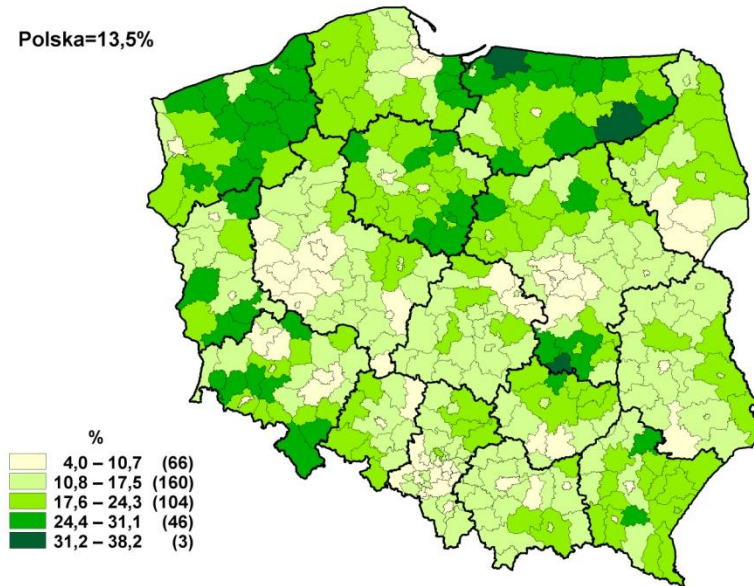 Polska=13,5%
%
4,0 – 10,7 (66)
10,8 – 17,5 (160)
17,6 – 24,3 (104)
24,4 – 31,1 (46)
31,2 – 38,2 (3)